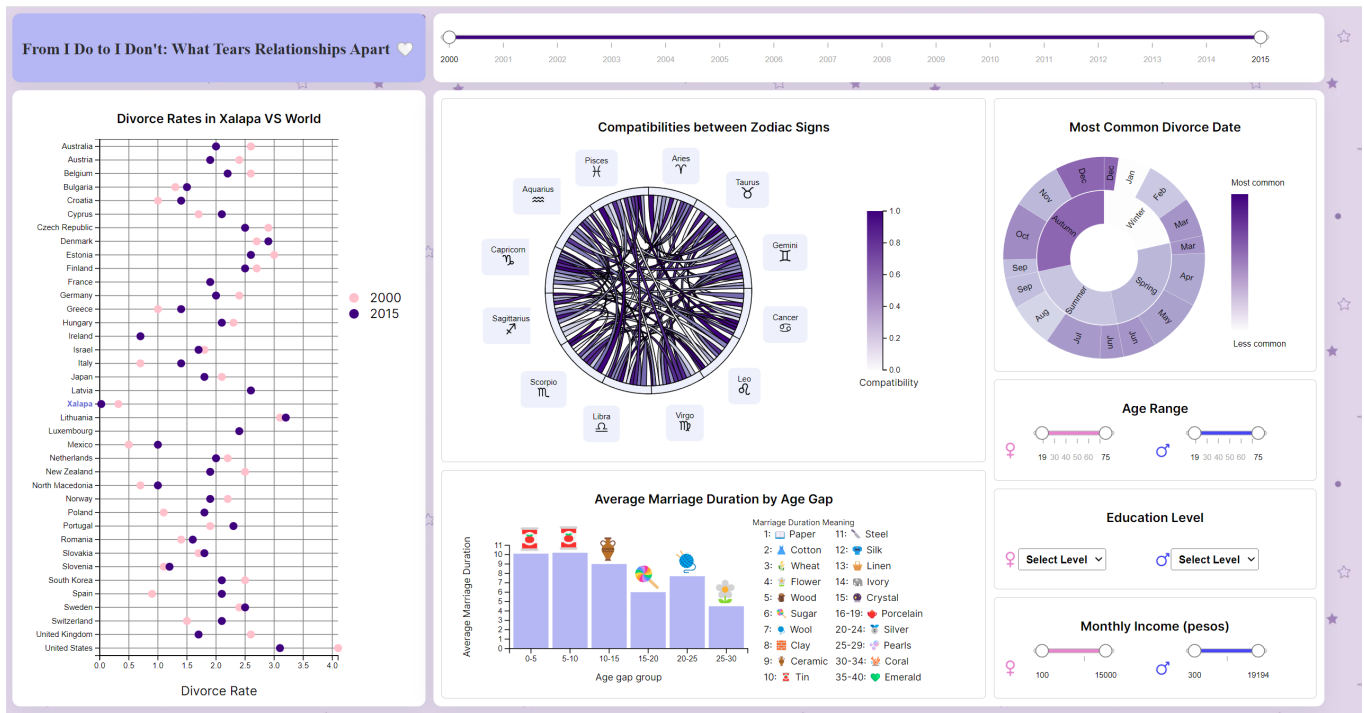 From I Do to I Don't: What Tears Relationships Apart
2000 2001 2002 2003 2004 2005 2006 2007 2008 2009 2010 2011 2012 2013 2014 2015
Divorce Rates in Xalapa VS World
Australia
Austria
Belgium
Bulgaria
Croatia
Cyprus
Czech Republic
Denmark
Estonia
Finland
France
Germany
Greece
Hungary
Ireland
Israel
Italy
Japan
Latvia
Xalapa
Lithuania
Luxembourg
Mexico
Netherlands
New Zealand
North Macedonia
Norway
Poland
Portugal
Romania
Slovakia
Slovenia
South Korea
Spain
Sweden
Switzerland
United Kingdom
United States
0.0 0.5 1.0 1.5 2.0 2.5 3.0 3.5 4.0
Divorce Rate
2000
2015
Compatibilities between Zodiac Signs
Pisces
Aries
Taurus
Gemini
Cancer
Leo
Virgo
Libra
Scorpio
Sagittarius
Capricorn
Aquarius
1.0
0.8
0.6
0.4
0.2
0.0
Compatibility
Average Marriage Duration by Age Gap
Average Marriage Duration
11
10
9
8
7
6
5
4
3
2
1
0
0-5 5-10 10-15 15-20 20-25 25-30
Age gap group
Marriage Duration Meaning
1: Paper 11: Steel
2: Cotton 12: Silk
3: Wheat 13: Linen
4: Flower 14: Ivory
5: Wood 15: Crystal
6: Sugar 16-19: Porcelain
7: Wool 20-24: Silver
8: Clay 25-29: Pearls
9: Ceramic 30-34: Coral
10: Tin 35-40: Emerald
Most Common Divorce Date
Dec
Jan
Feb
Mar
Mar
Apr
May
Jun
Jun
Jul
Aug
Sep
Sep
Oct
Nov
Dec
Winter
Spring
Summer
Autumn
Most common
Less common
Age Range
19 30 40 50 60 75
19 30 40 50 60 75
Education Level
Select Level
Select Level
Monthly Income (pesos)
100 15000
300 19194